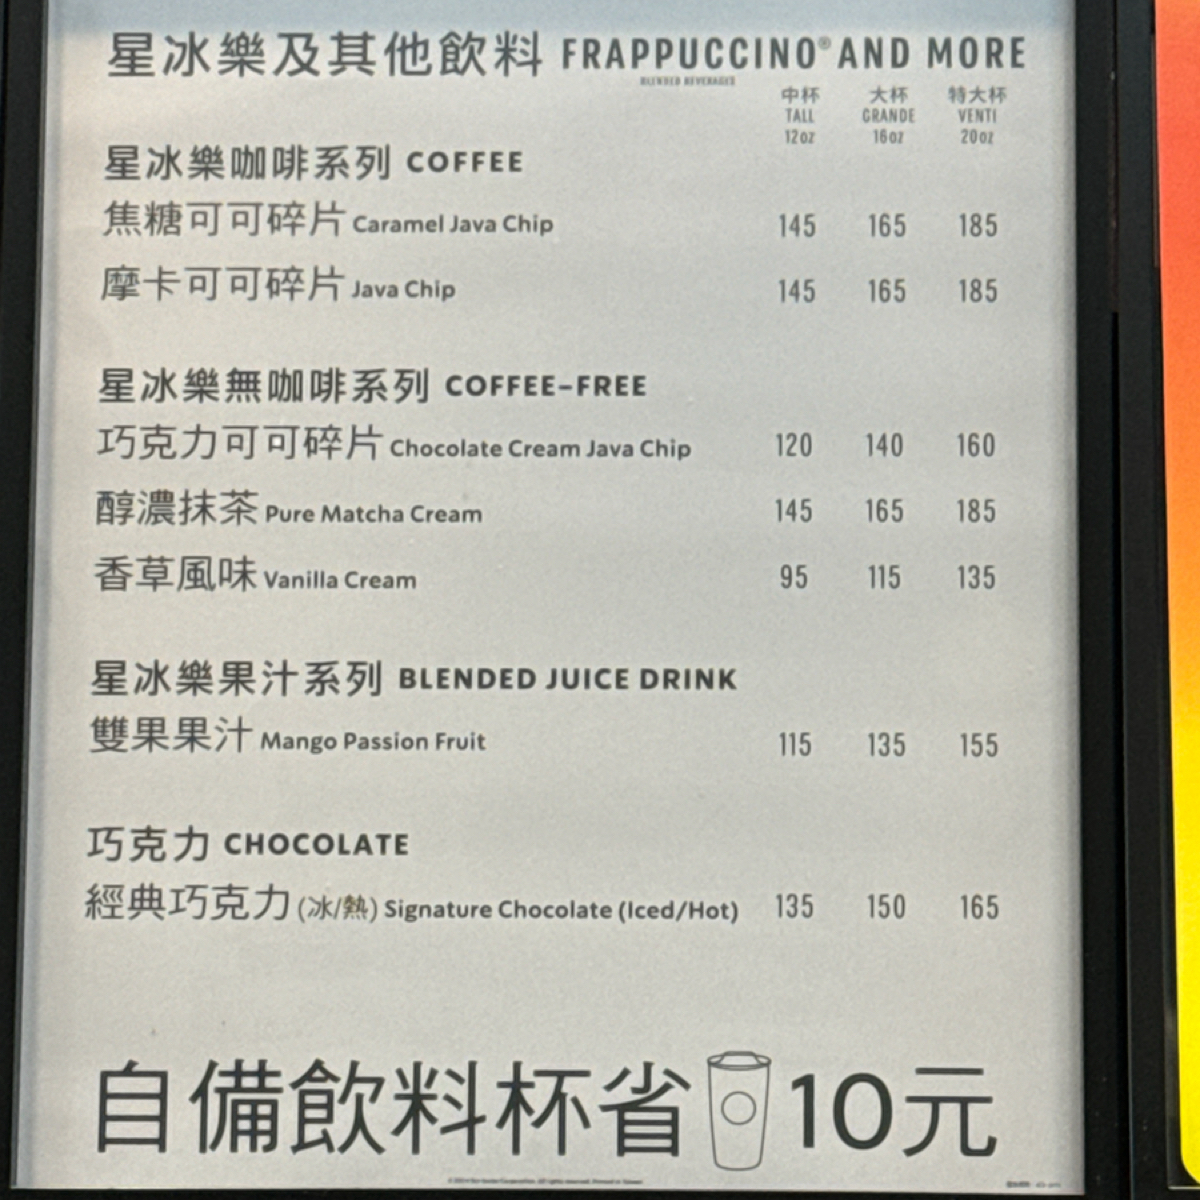 星冰樂及其他飲料 FRAPPUCCINO® AND MORE
BLENDED BEVERAGES
中杯 大杯 特大杯
TALL GRANDE VENTI
12oz 16oz 20oz
星冰樂咖啡系列 COFFEE
焦糖可可碎片 Caramel Java Chip 145 165 185
摩卡可可碎片 Java Chip 145 165 185
星冰樂無咖啡系列 COFFEE-FREE
巧克力可可碎片 Chocolate Cream Java Chip 120 140 160
醇濃抹茶 Pure Matcha Cream 145 165 185
香草風味 Vanilla Cream 95 115 135
星冰樂果汁系列 BLENDED JUICE DRINK
雙果果汁 Mango Passion Fruit 115 135 155
巧克力 CHOCOLATE
經典巧克力 (冰/熱) Signature Chocolate (Iced/Hot) 135 150 165
自備飲料杯省 10元